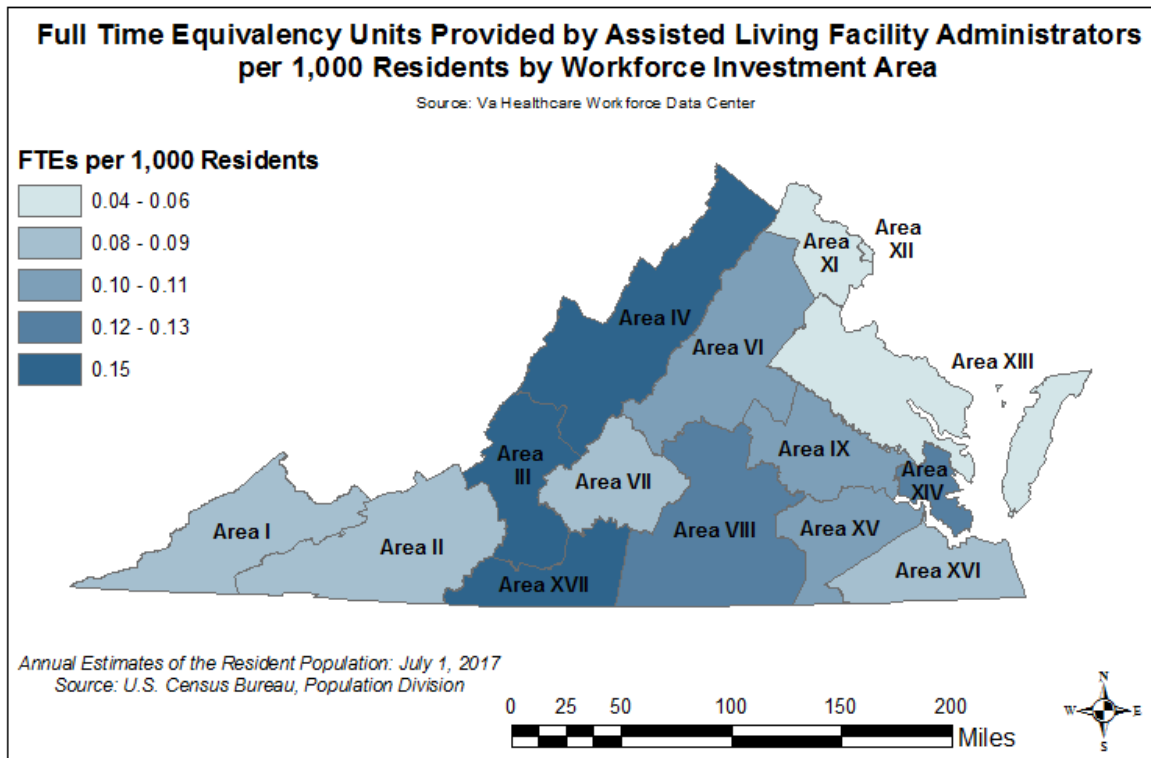 Full Time Equivalency Units Provided by Assisted Living Facility Administrators
per 1,000 Residents by Workforce Investment Area
Source: Va Healthcare Workforce Data Center
FTEs per 1,000 Residents
0.04 - 0.06
0.08 - 0.09
0.10 - 0.11
0.12 - 0.13
0.15
Area
XI
Area
XII
Area IV
Area VI
Area XIII
Area
III
Area VII
Area IX
Area
XIV
Area I
Area II
Area VIII
Area XV
Area XVI
Area XVII
Annual Estimates of the Resident Population: July 1, 2017
Source: U.S. Census Bureau, Population Division
0 25 50 100 150 200
Miles
N
W E
S